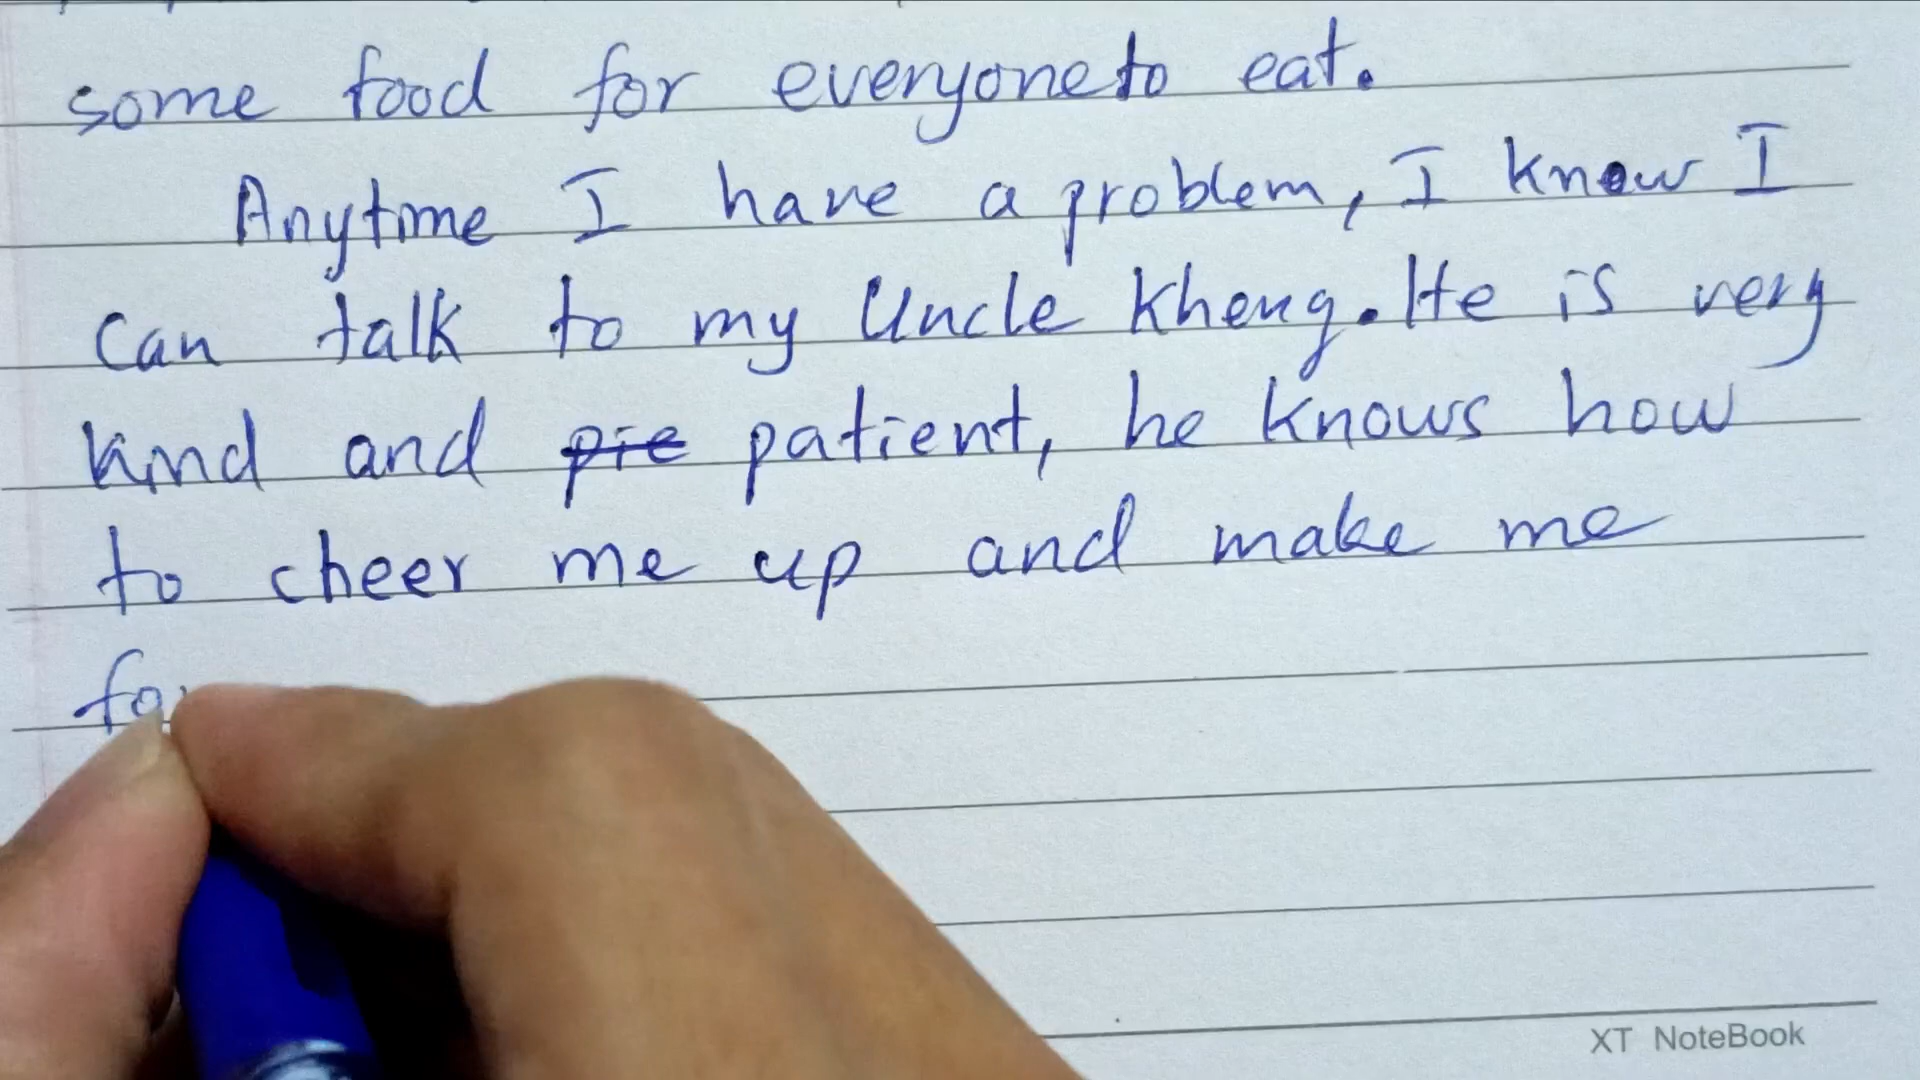 some food for everyone to eat.
Anytime I have a problem, I know I
can talk to my Uncle Kheng. He is very
kind and pie patient, he knows how
to cheer me up and make me
XT NoteBook